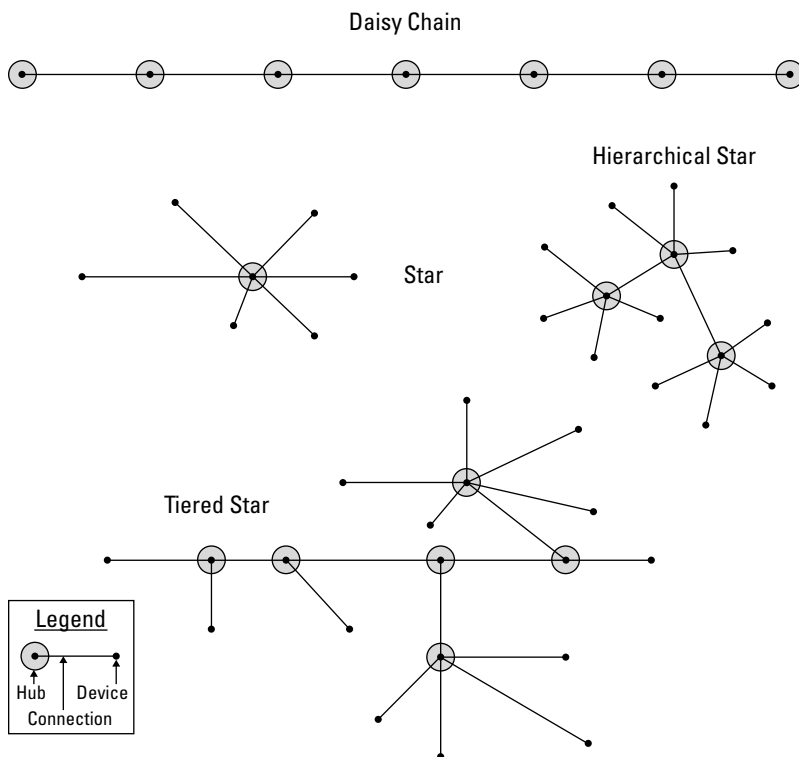 Daisy Chain
Hierarchical Star
Star
Tiered Star
Legend
Hub
Device
Connection